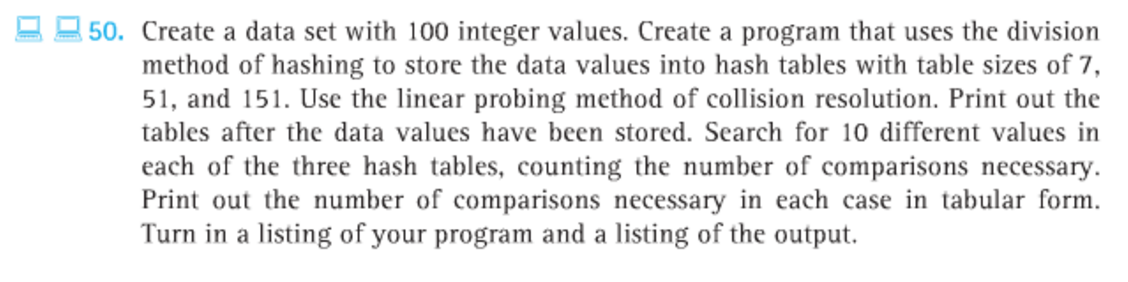 50. Create a data set with 100 integer values. Create a program that uses the division
method of hashing to store the data values into hash tables with table sizes of 7,
51, and 151. Use the linear probing method of collision resolution. Print out the
tables after the data values have been stored. Search for 10 different values in
each of the three hash tables, counting the number of comparisons necessary.
Print out the number of comparisons necessary in each case in tabular form.
Turn in a listing of your program and a listing of the output.